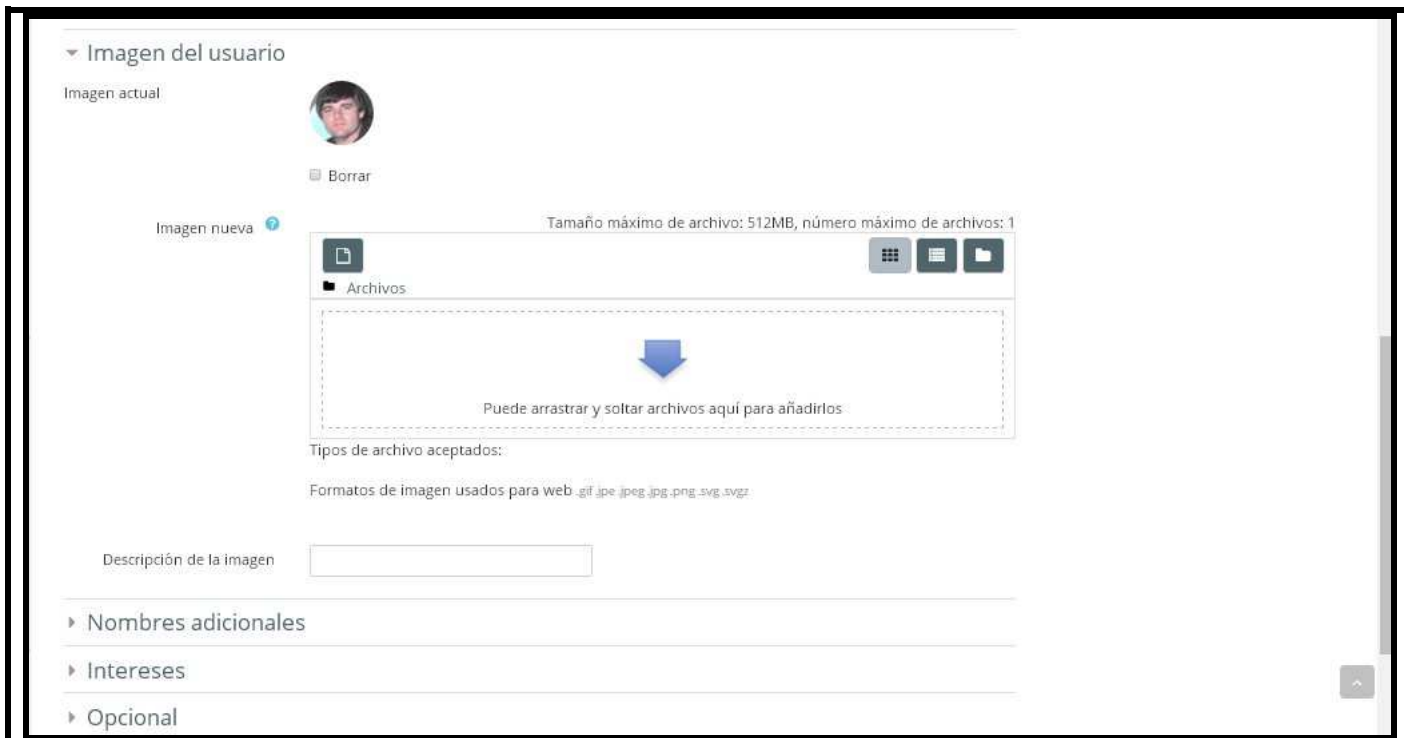 Imagen del usuario
Imagen actual
Borrar
Imagen nueva
Tamaño máximo de archivo: 512MB, número máximo de archivos: 1
Archivos
Puede arrastrar y soltar archivos aquí para añadirlos
Tipos de archivo aceptados:
Formatos de imagen usados para web .gif .jpe .jpeg .jpg .png .svg .svgz
Descripción de la imagen
Nombres adicionales
Intereses
Opcional